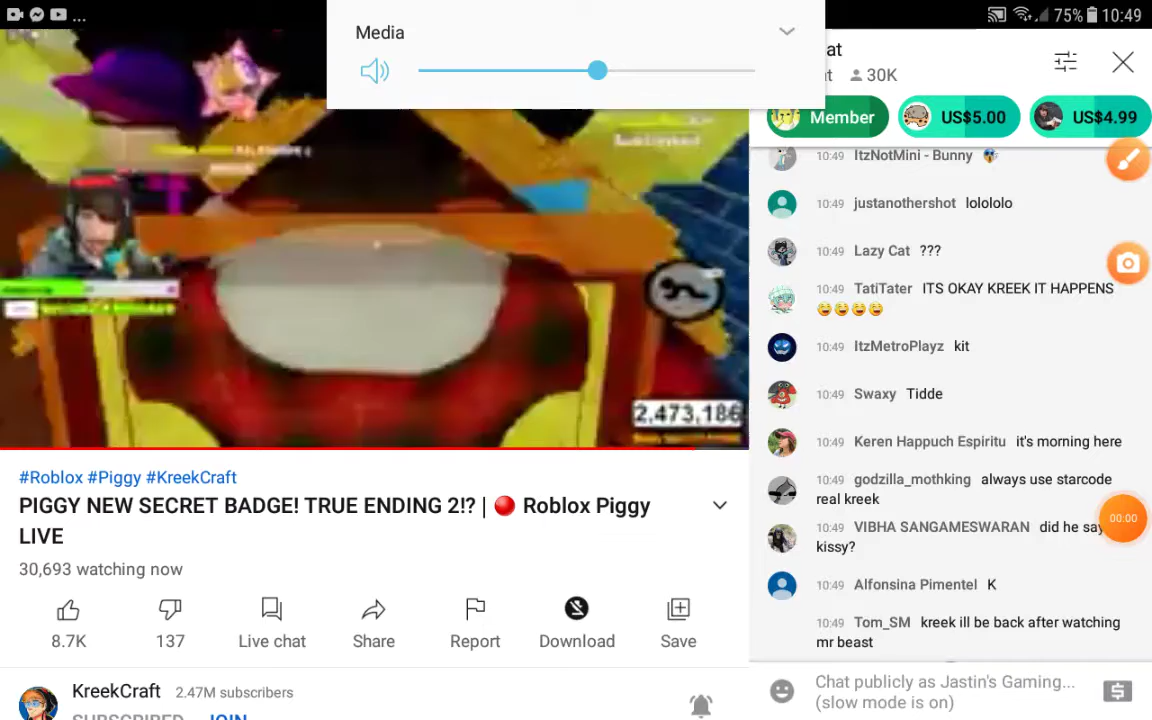 ... 75% 10:49
Media
at
at 30K
Member US$5.00 US$4.99
10:49 ItzNotMini - Bunny
10:49 justanothershot lolololo
10:49 Lazy Cat ???
10:49 TatiTater ITS OKAY KREEK IT HAPPENS
😅😅😅😅
10:49 ItzMetroPlayz kit
10:49 Swaxy Tidde
10:49 Keren Happuch Espiritu it's morning here
10:49 godzilla_mothking always use starcode
real kreek
00:00
10:49 VIBHA SANGAMESWARAN did he say
kissy?
10:49 Alfonsina Pimentel K
10:49 Tom_SM kreek ill be back after watching
mr beast
Chat publicly as Jastin's Gaming...
(slow mode is on)
2,473,186
#Roblox #Piggy #KreekCraft
PIGGY NEW SECRET BADGE! TRUE ENDING 2!? | 🔴 Roblox Piggy
LIVE
30,693 watching now
8.7K 137 Live chat Share Report Download Save
KreekCraft 2.47M subscribers
SUBSCRIBED JOIN